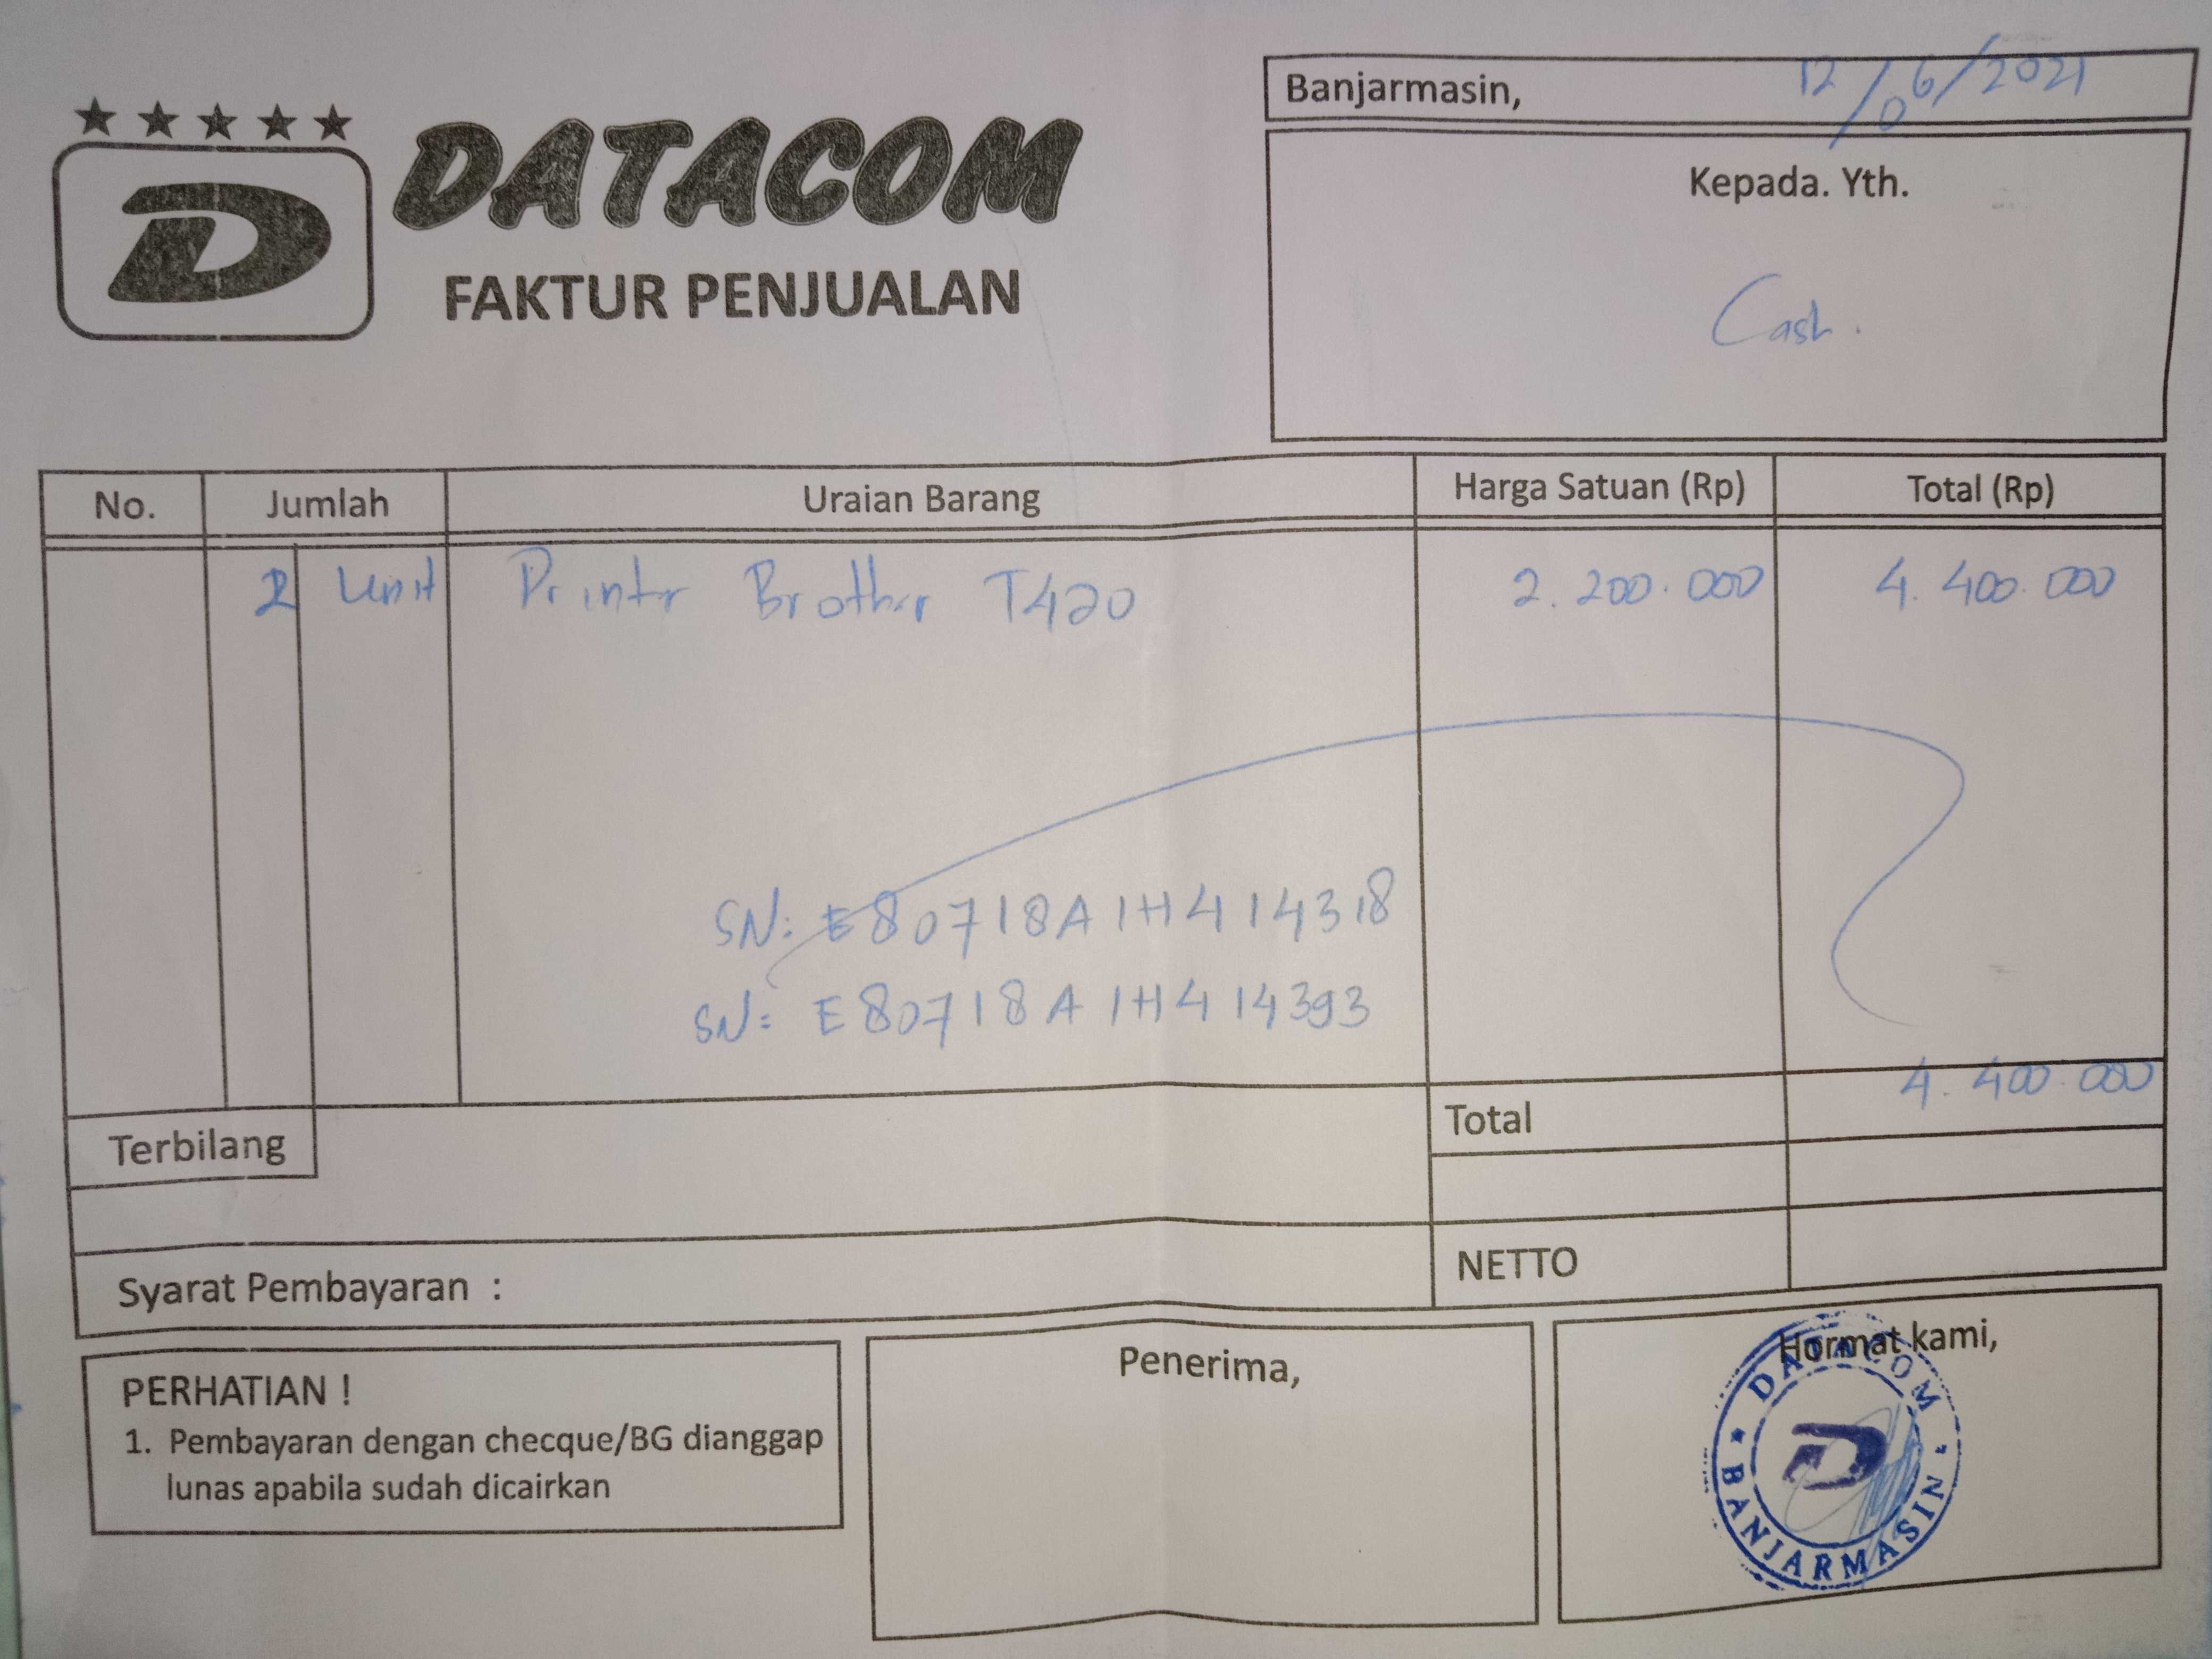 Banjarmasin, 12/06/2021
D
DATACOM
FAKTUR PENJUALAN
Kepada. Yth.
Cash.
No. Jumlah Uraian Barang Harga Satuan (Rp) Total (Rp)
2 Unit Printer Brother T420 2.200.000 4.400.000
SN: E80718A1H414318
SN: E80718A1H414393
Total 4.400.000
Terbilang
NETTO
Syarat Pembayaran :
PERHATIAN !
1. Pembayaran dengan checque/BG dianggap
lunas apabila sudah dicairkan
Penerima,
Hormat kami,
DATACOM
D
BANJARMASIN